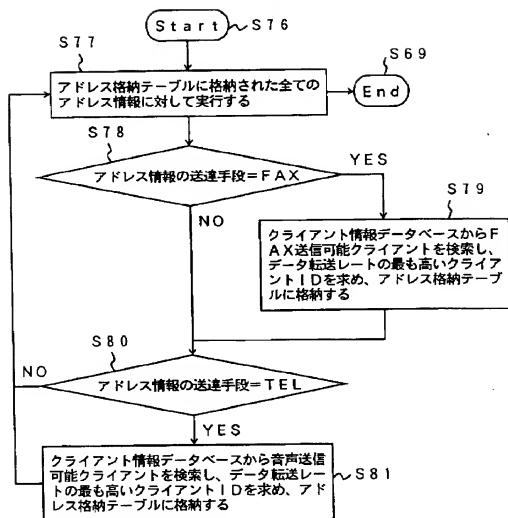 Start
S76
S77
S69
アドレス格納テーブルに格納された全ての
アドレス情報に対して実行する
End
S78
アドレス情報の送達手段=FAX
YES
S79
NO
クライアント情報データベースからF
AX送信可能クライアントを検索し、
データ転送レートの最も高いクライア
ントIDを求め、アドレス格納テーブ
ルに格納する
S80
NO
アドレス情報の送達手段=TEL
YES
クライアント情報データベースから音声送信
可能クライアントを検索し、データ転送レー
トの最も高いクライアントIDを求め、アドレ
ス格納テーブルに格納する
S81